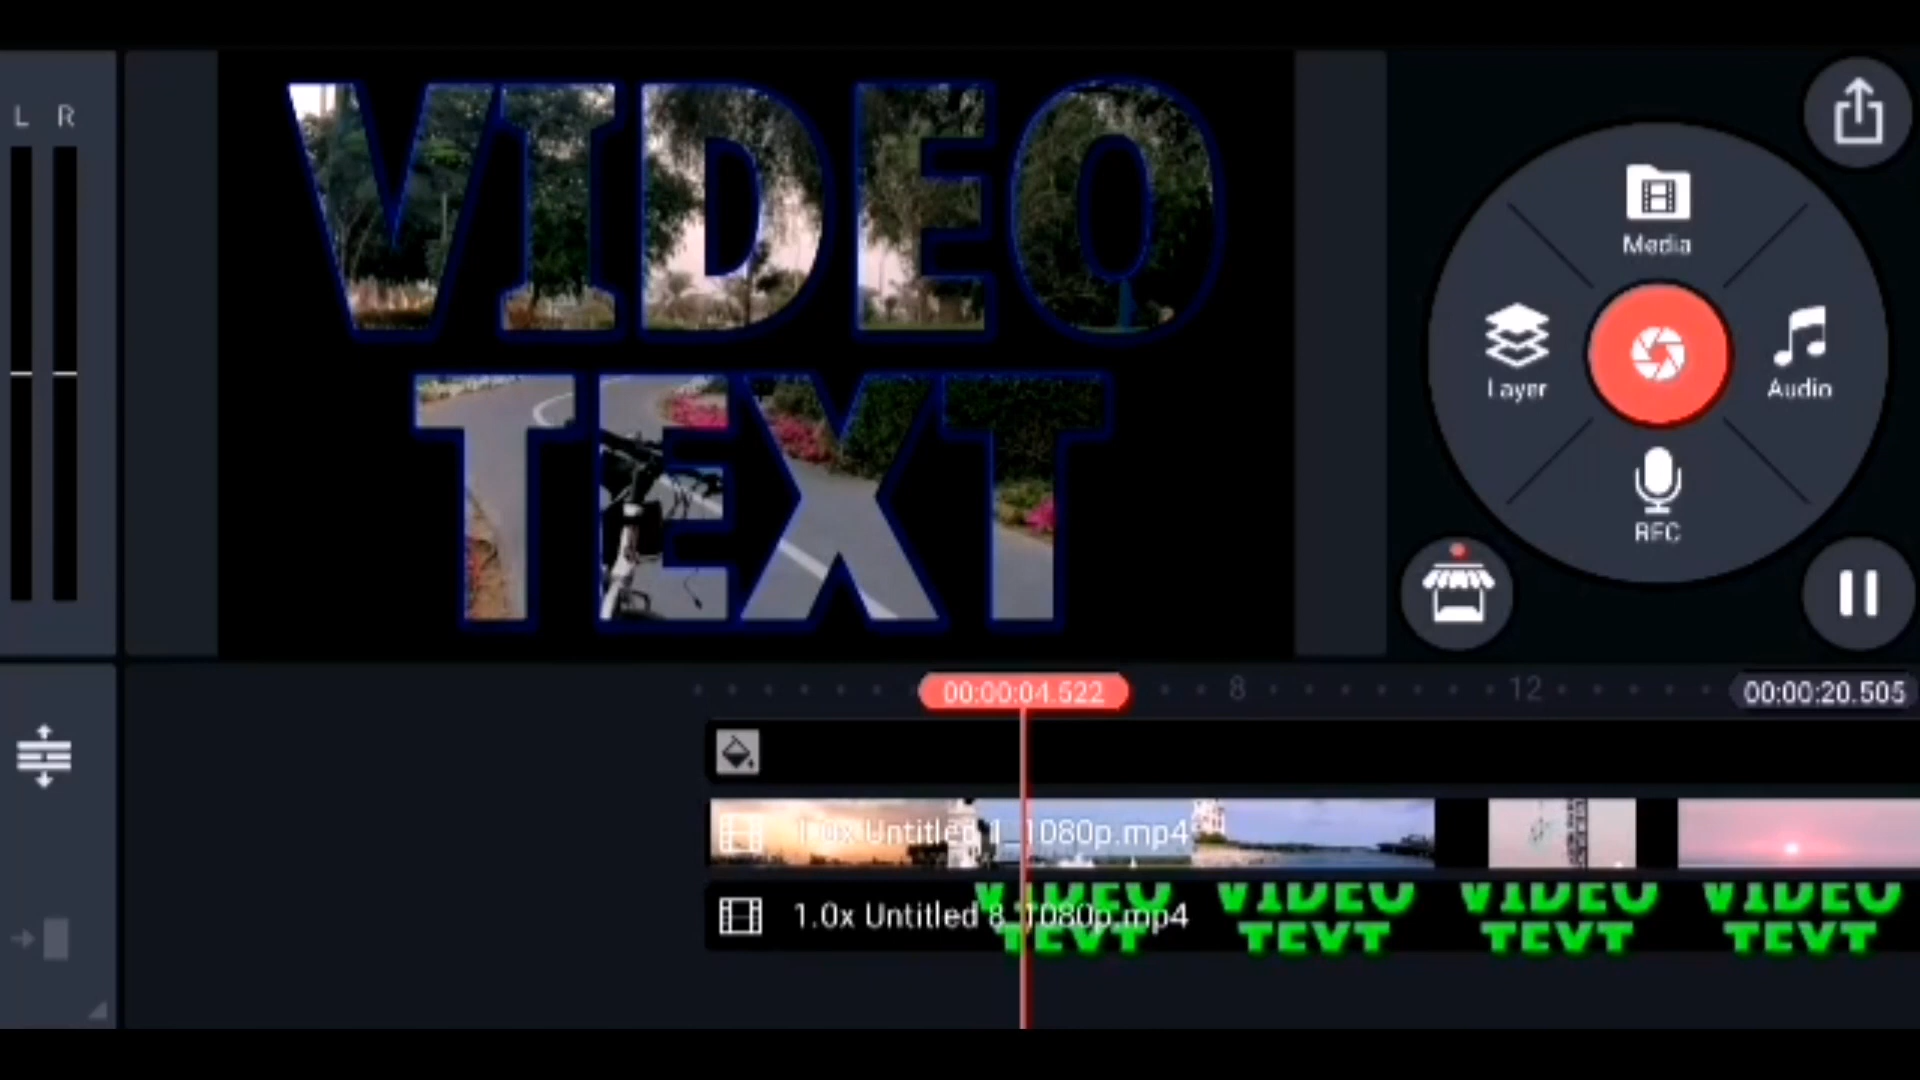 L R
VIDEO
TEXT
Media
Layer
Audio
REC
00:00:04.522
8
12
00:00:20.505
1.0x Untitled 1_1080p.mp4
1.0x Untitled 8_1080p.mp4
VIDEO VIDEO VIDEO VIDEO
TEXT TEXT TEXT TEXT